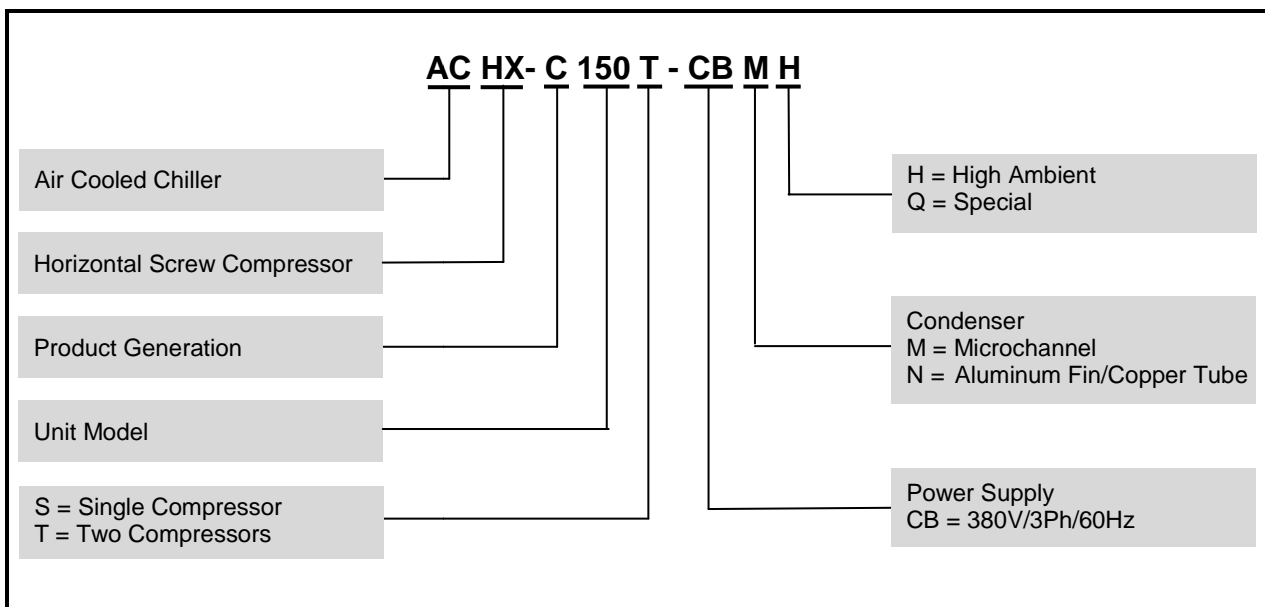 AC HX- C 150 T - CB M H
Air Cooled Chiller
Horizontal Screw Compressor
Product Generation
Unit Model
S = Single Compressor
T = Two Compressors
H = High Ambient
Q = Special
Condenser
M = Microchannel
N = Aluminum Fin/Copper Tube
Power Supply
CB = 380V/3Ph/60Hz